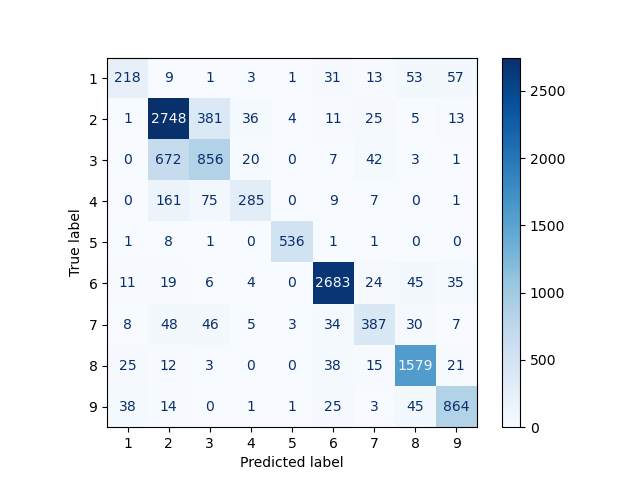 1 218 9 1 3 1 31 13 53 57
2 1 2748 381 36 4 11 25 5 13
3 0 672 856 20 0 7 42 3 1
4 0 161 75 285 0 9 7 0 1
5 1 8 1 0 536 1 1 0 0
6 11 19 6 4 0 2683 24 45 35
7 8 48 46 5 3 34 387 30 7
8 25 12 3 0 0 38 15 1579 21
9 38 14 0 1 1 25 3 45 864
1 2 3 4 5 6 7 8 9
Predicted label
True label
2500
2000
1500
1000
500
0